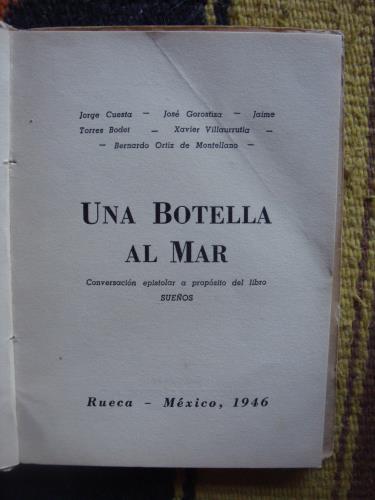 Jorge Cuesta — José Gorostiza — Jaime
Torres Bodet — Xavier Villaurrutia —
— Bernardo Ortiz de Montellano —
UNA BOTELLA
AL MAR
Conversación epistolar a propósito del libro
SUEÑOS
Rueca – México, 1946